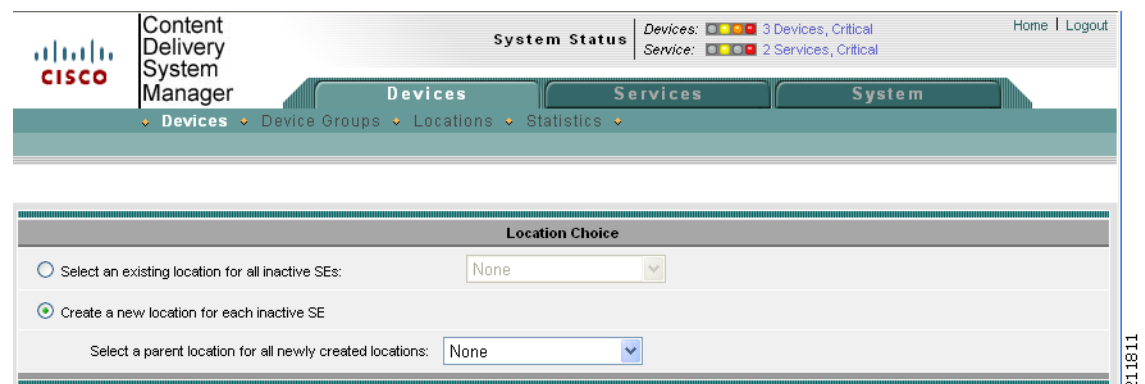 Content
Delivery
System
Manager
CISCO
System Status
Devices: 3 Devices, Critical
Service: 2 Services, Critical
Home | Logout
Devices Services System
Devices Device Groups Locations Statistics
Location Choice
Select an existing location for all inactive SEs: None
Create a new location for each inactive SE
Select a parent location for all newly created locations: None
211811